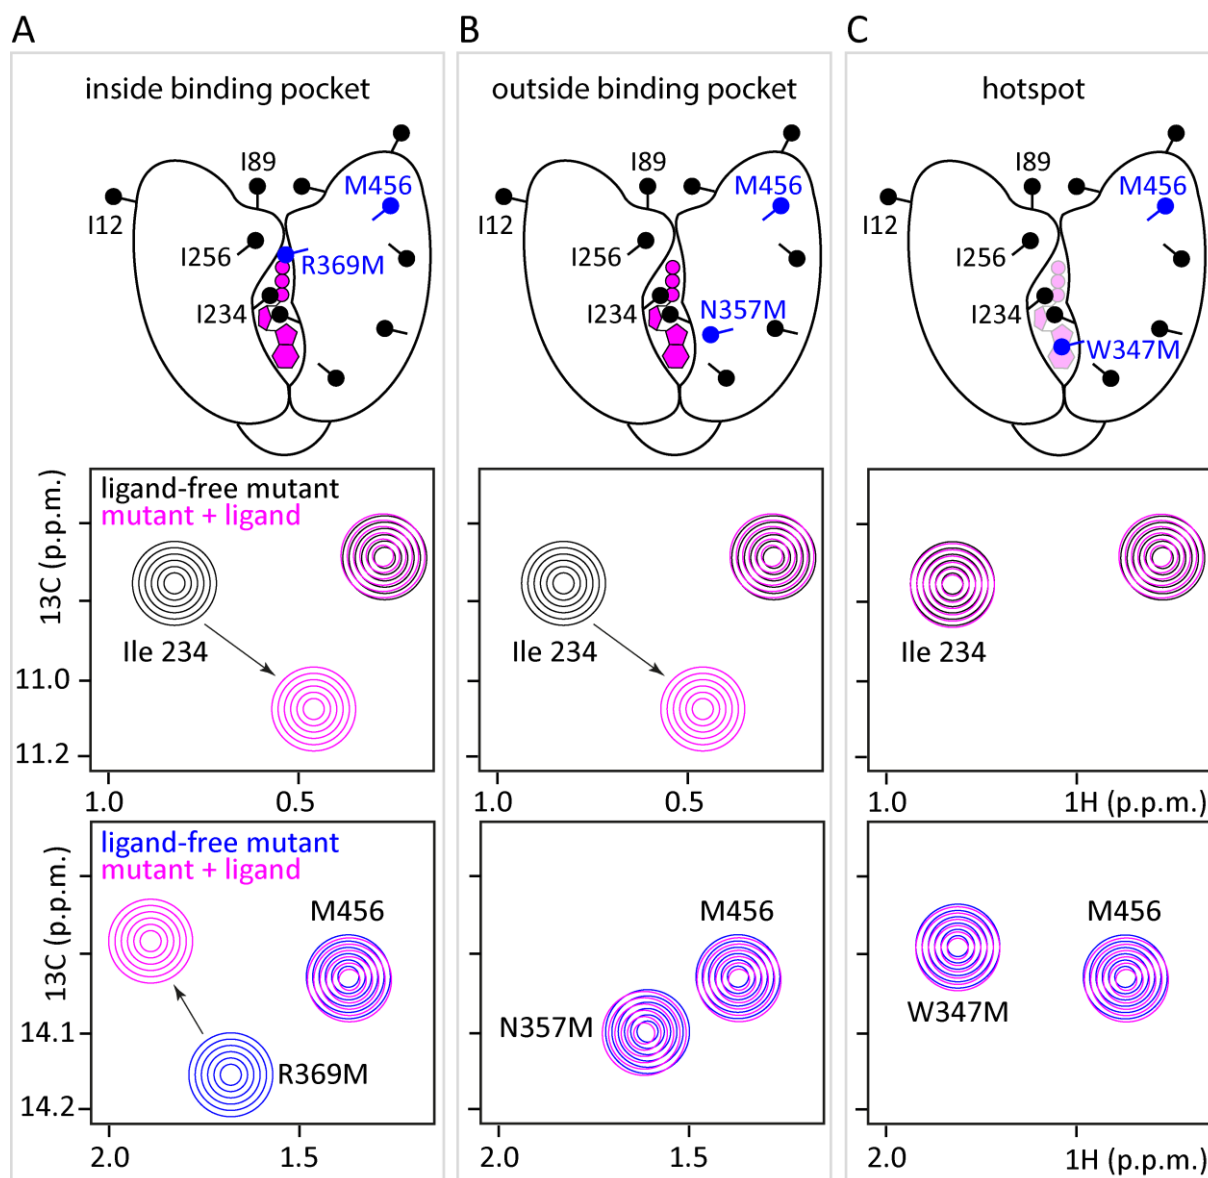 A
B
C
inside binding pocket
outside binding pocket
hotspot
I89
M456
I12
I256
R369M
I234
I89
M456
I12
I256
N357M
I234
I89
M456
I12
I256
I234
W347M
13C (p.p.m.)
ligand-free mutant
mutant + ligand
Ile 234
11.0
11.2
1.0
0.5
Ile 234
1.0
0.5
Ile 234
1.0
1H (p.p.m.)
13C (p.p.m.)
ligand-free mutant
mutant + ligand
M456
R369M
14.1
14.2
2.0
1.5
M456
N357M
2.0
1.5
M456
W347M
2.0
1H (p.p.m.)